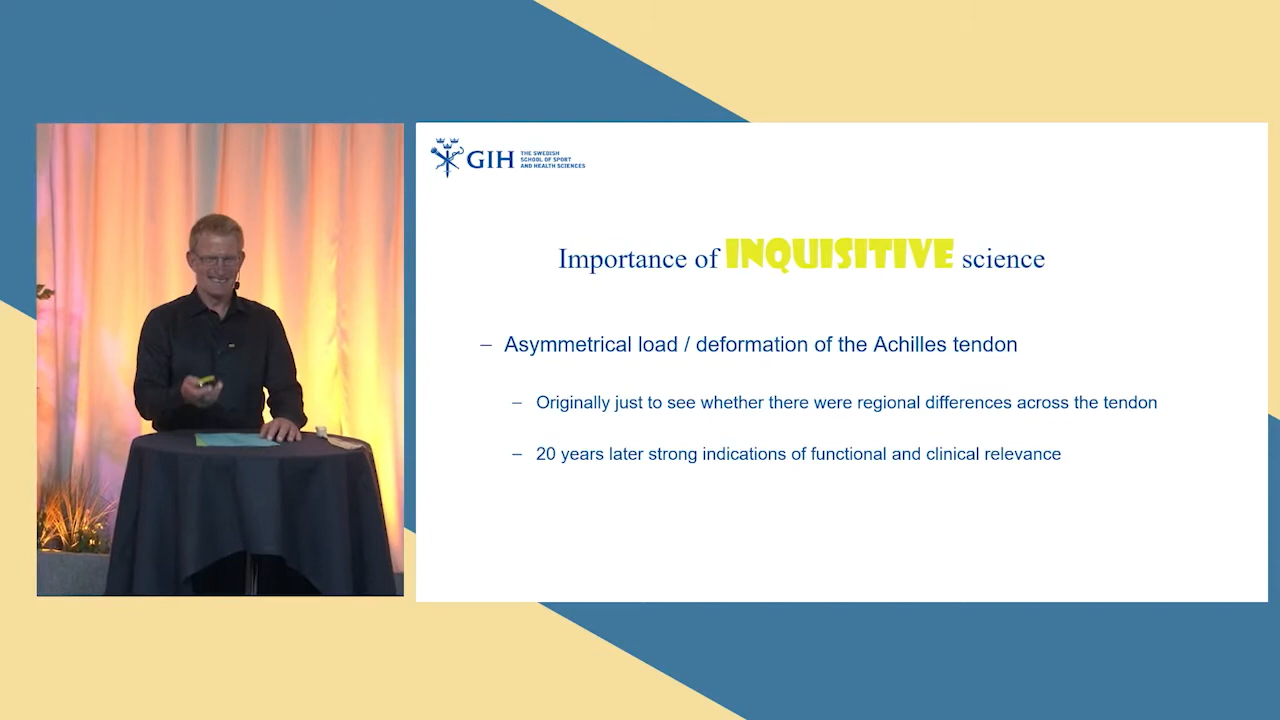 GIH
THE SWEDISH
SCHOOL OF SPORT
AND HEALTH SCIENCES
Importance of INQUISITIVE science
– Asymmetrical load / deformation of the Achilles tendon
– Originally just to see whether there were regional differences across the tendon
– 20 years later strong indications of functional and clinical relevance